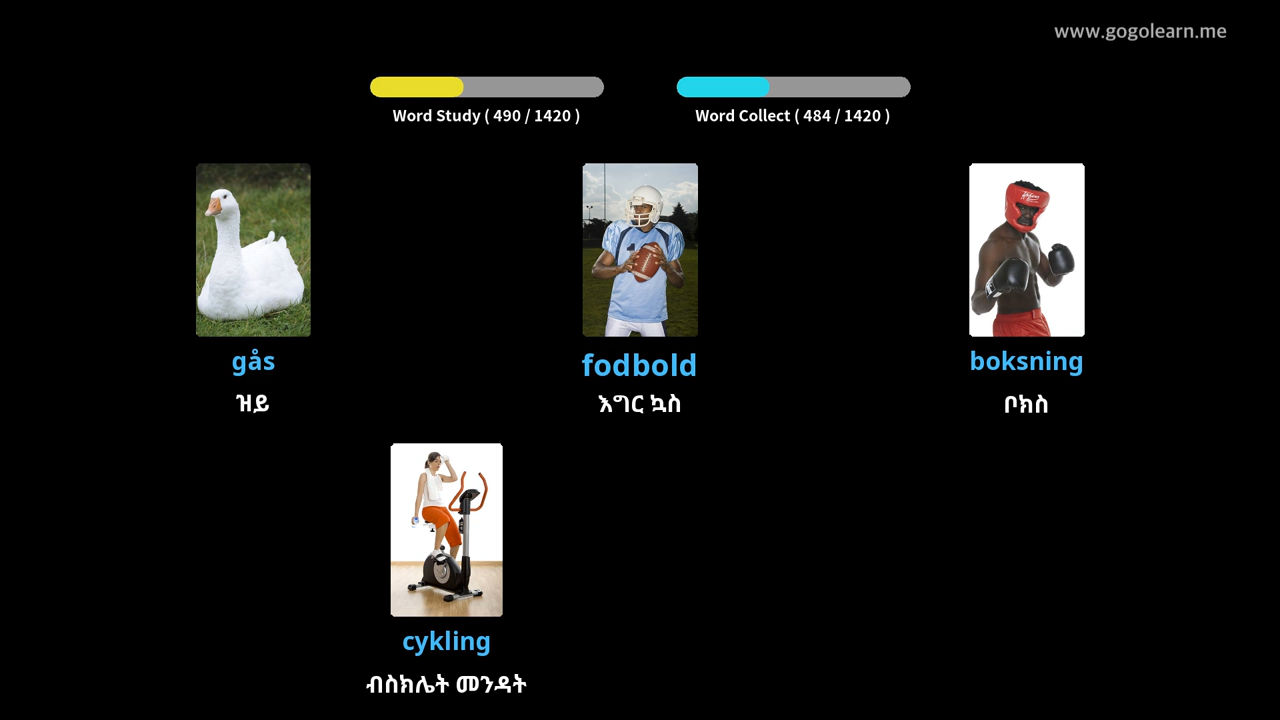 www.gogolearn.me
Word Study ( 490 / 1420 )
Word Collect ( 484 / 1420 )
gås
fodbold
boksning
ዝይ
እግር ኳስ
ቦክስ
cykling
ብስክሌት መንዳት